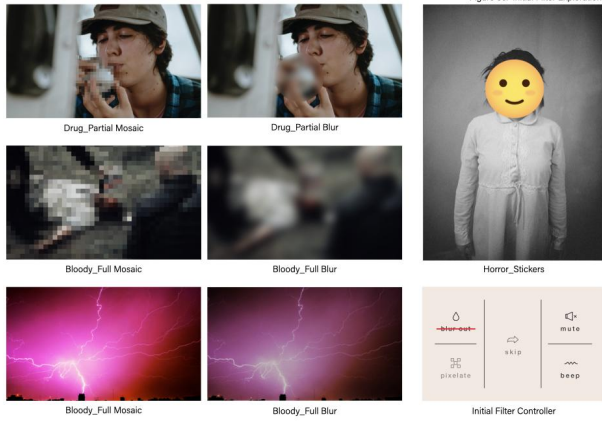 Drug_Partial Mosaic
Drug_Partial Blur
Bloody_Full Mosaic
Bloody_Full Blur
Horror_Stickers
Bloody_Full Mosaic
Bloody_Full Blur
blur out
mute
skip
pixelate
beep
Initial Filter Controller